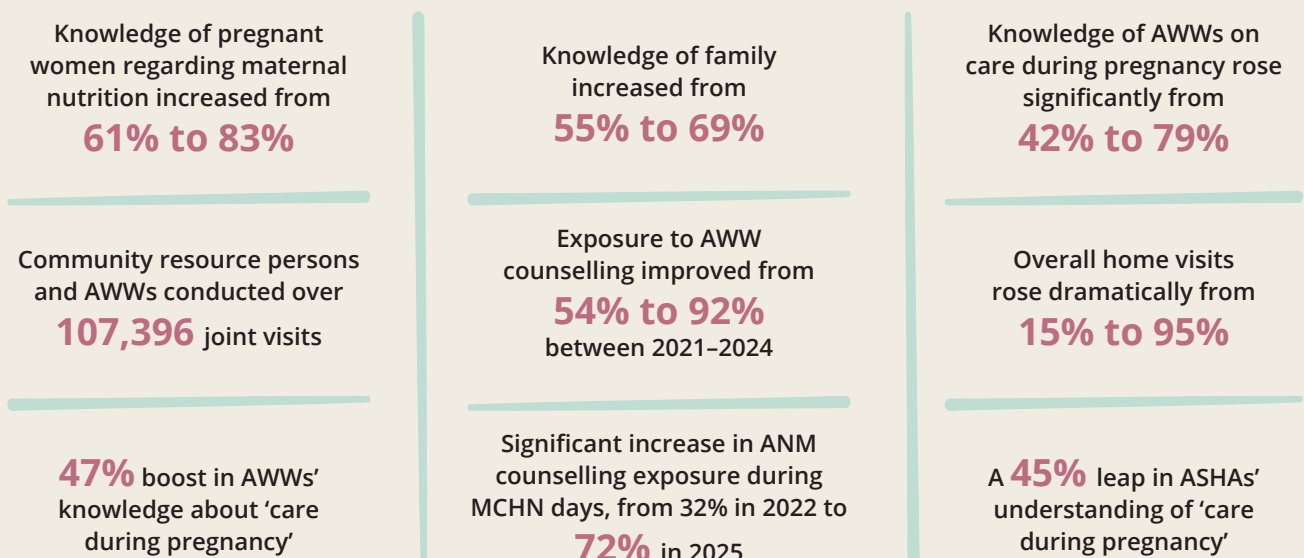 Knowledge of pregnant
women regarding maternal
nutrition increased from
61% to 83%
Knowledge of family
increased from
55% to 69%
Knowledge of AWWs on
care during pregnancy rose
significantly from
42% to 79%
Community resource persons
and AWWs conducted over
107,396 joint visits
Exposure to AWW
counselling improved from
54% to 92%
between 2021–2024
Overall home visits
rose dramatically from
15% to 95%
47% boost in AWWs’
knowledge about ‘care
during pregnancy’
Significant increase in ANM
counselling exposure during
MCHN days, from 32% in 2022 to
72% in 2025
A 45% leap in ASHAs’
understanding of ‘care
during pregnancy’